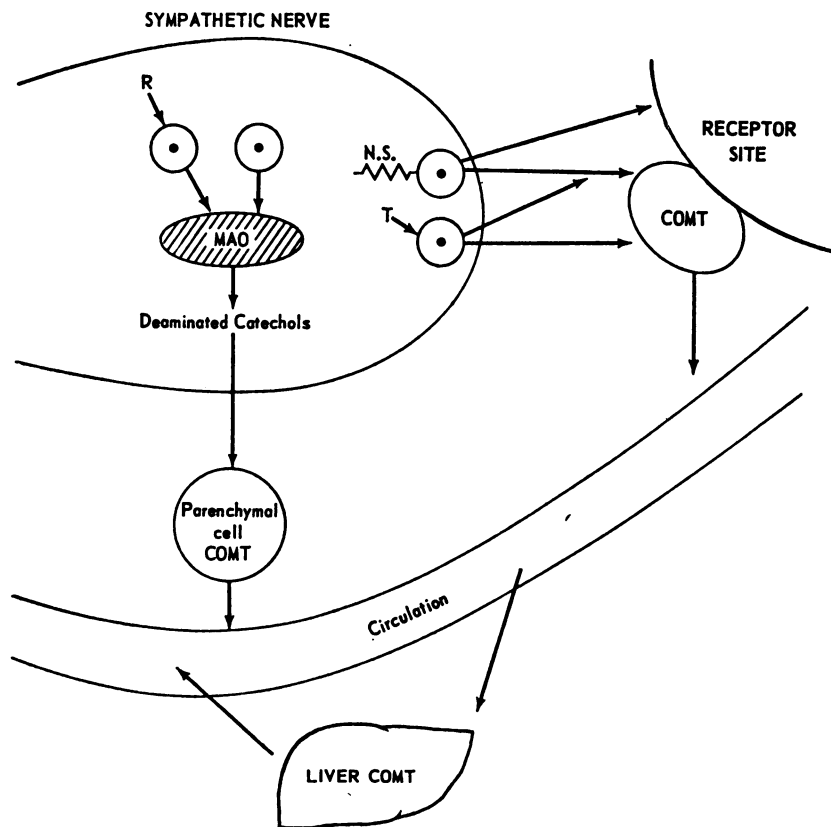 SYMPATHETIC NERVE
R
N.S.
T
MAO
Deaminated Catechols
RECEPTOR
SITE
COMT
Parenchymal
cell
COMT
Circulation
LIVER COMT